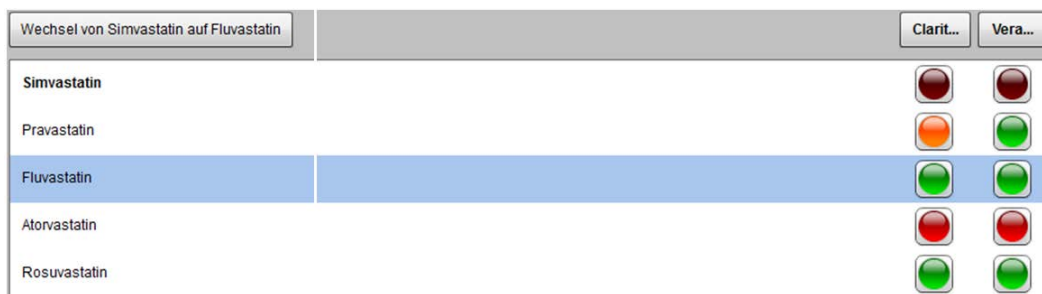 Wechsel von Simvastatin auf Fluvastatin Clarit... Vera...
Simvastatin
Pravastatin
Fluvastatin
Atorvastatin
Rosuvastatin